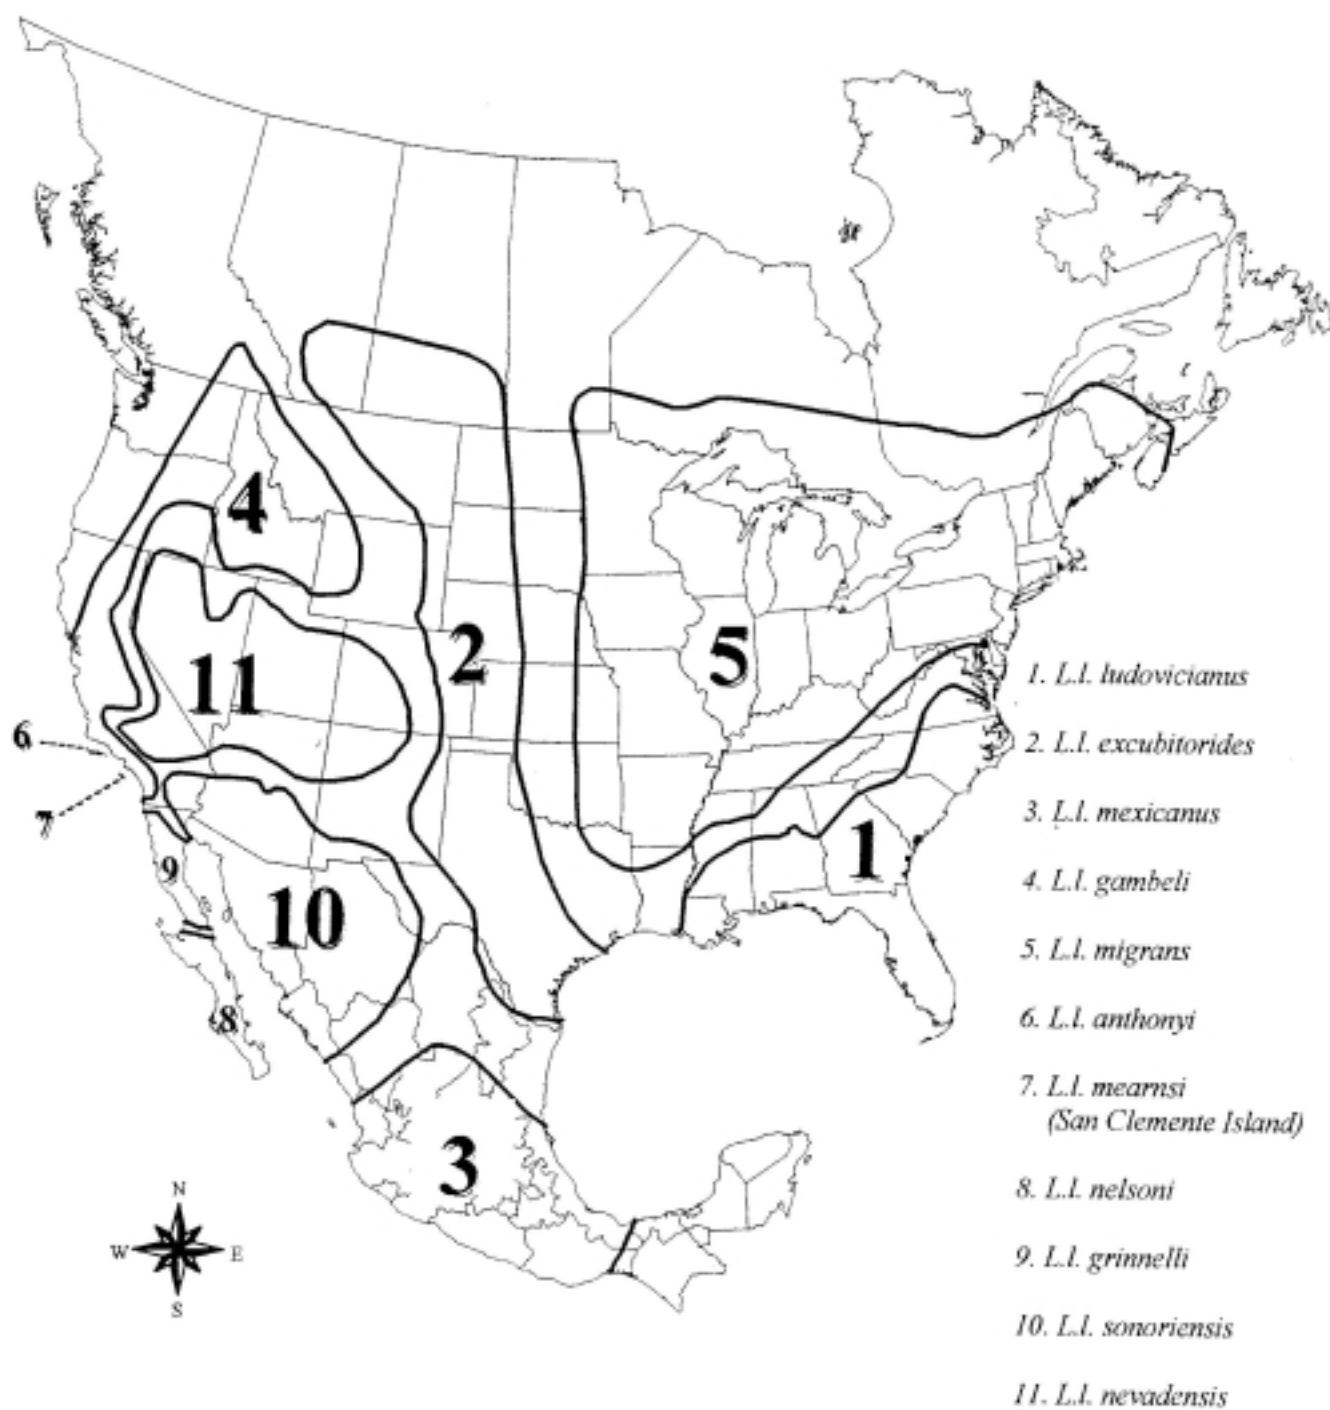 4
2
5
11
6
7
9
1
10
8
3
N
W E
S
1. L.l. ludovicianus
2. L.l. excubitorides
3. L.l. mexicanus
4. L.l. gambeli
5. L.l. migrans
6. L.l. anthonyi
7. L.l. mearnsi
(San Clemente Island)
8. L.l. nelsoni
9. L.l. grinnelli
10. L.l. sonoriensis
11. L.l. nevadensis